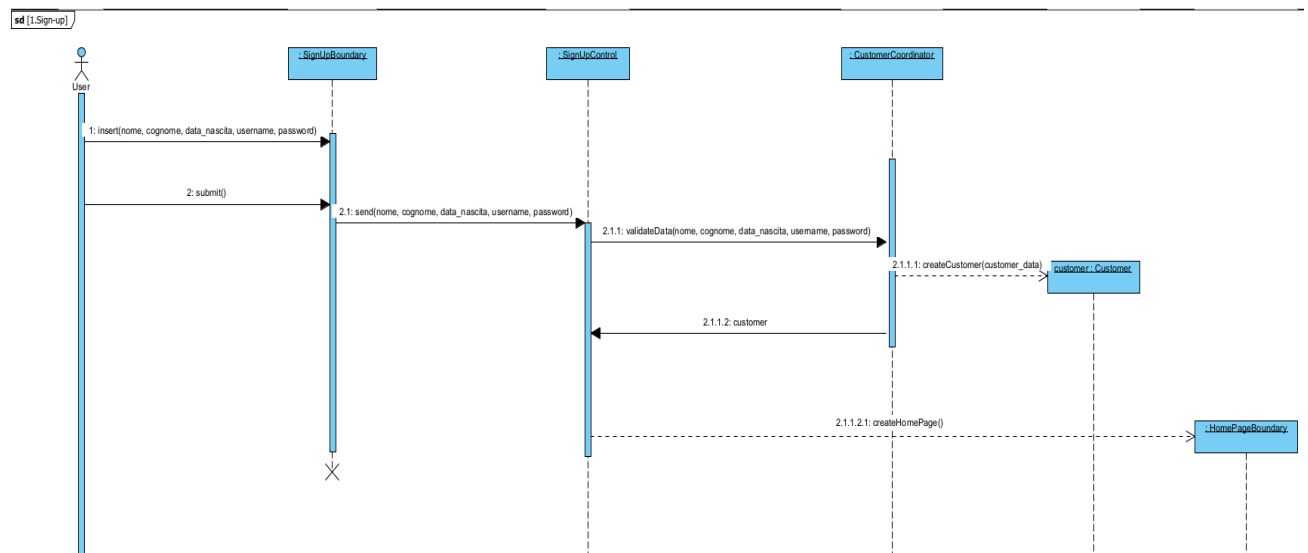 sd [1.Sign-up]
User
: SignUpBoundary
: SignUpControl
: CustomerCoordinator
1: insert(nome, cognome, data_nascita, username, password)
2: submit()
2.1: send(nome, cognome, data_nascita, username, password)
2.1.1: validateData(nome, cognome, data_nascita, username, password)
2.1.1.1: createCustomer(customer_data)
customer : Customer
2.1.1.2: customer
2.1.1.2.1: createHomePage()
: HomePageBoundary